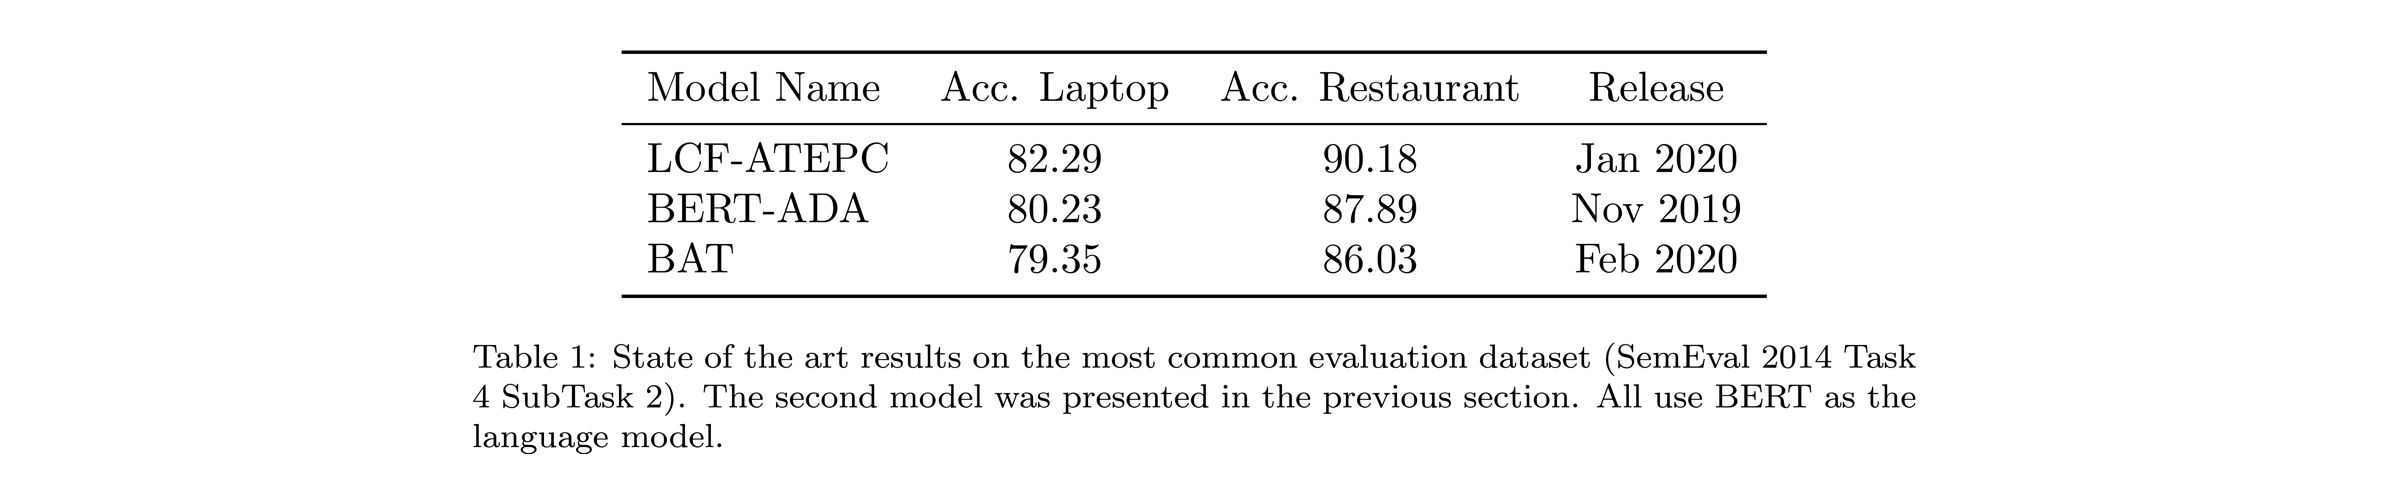 Model Name Acc. Laptop Acc. Restaurant Release
LCF-ATEPC 82.29 90.18 Jan 2020
BERT-ADA 80.23 87.89 Nov 2019
BAT 79.35 86.03 Feb 2020
Table 1: State of the art results on the most common evaluation dataset (SemEval 2014 Task
4 SubTask 2). The second model was presented in the previous section. All use BERT as the
language model.